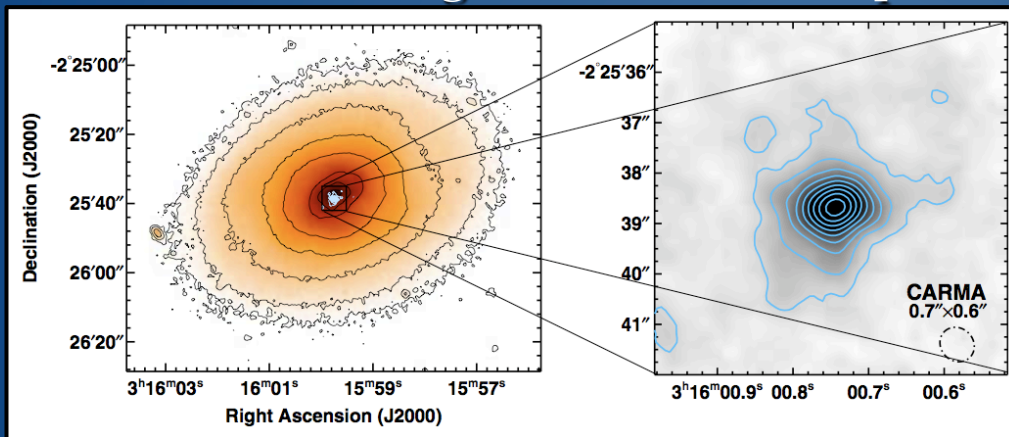 -2°25′00″
25′20″
25′40″
26′00″
26′20″
Declination (J2000)
3ʰ16ᵐ03ˢ 16ᵐ01ˢ 15ᵐ59ˢ 15ᵐ57ˢ
Right Ascension (J2000)
-2°25′36″
37″
38″
39″
40″
41″
CARMA
0.7″×0.6″
3ʰ16ᵐ00.9ˢ 00.8ˢ 00.7ˢ 00.6ˢ